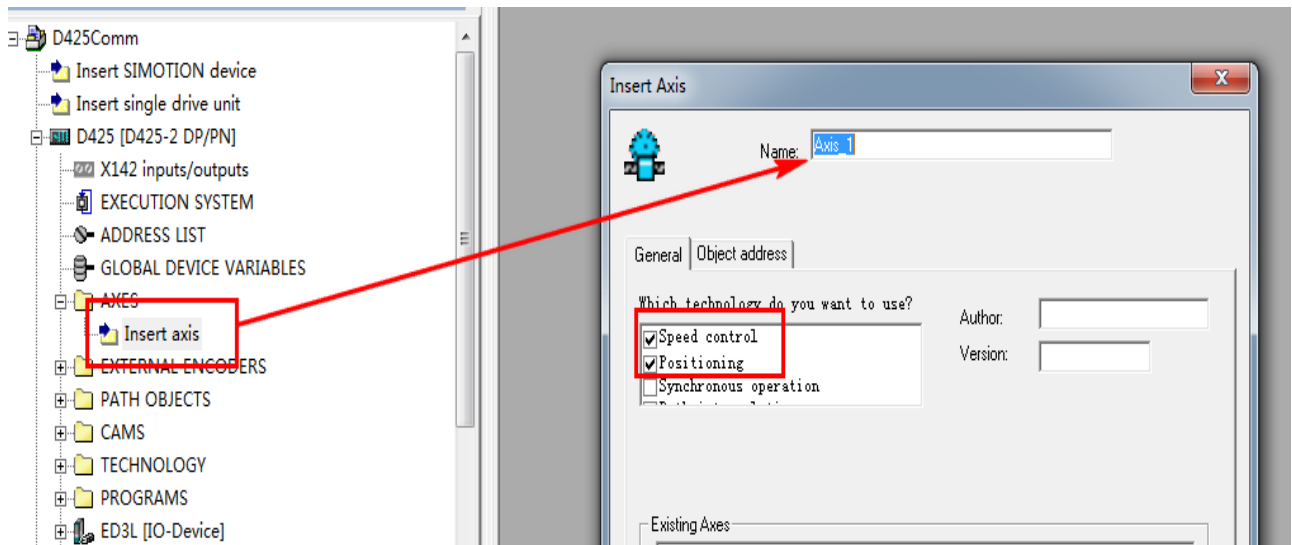 D425Comm
Insert SIMOTION device
Insert single drive unit
D425 [D425-2 DP/PN]
X142 inputs/outputs
EXECUTION SYSTEM
ADDRESS LIST
GLOBAL DEVICE VARIABLES
AXES
Insert axis
EXTERNAL ENCODERS
PATH OBJECTS
CAMS
TECHNOLOGY
PROGRAMS
ED3L [IO-Device]
Insert Axis
Name: Axis_1
General Object address
Which technology do you want to use?
Speed control
Positioning
Synchronous operation
Author:
Version:
Existing Axes